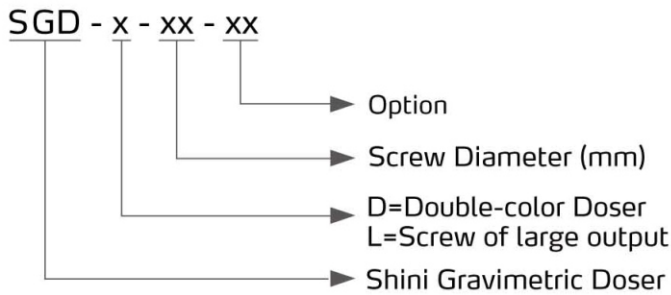 SGD - x - xx - xx
Option
Screw Diameter (mm)
D=Double-color Doser
L=Screw of large output
Shini Gravimetric Doser